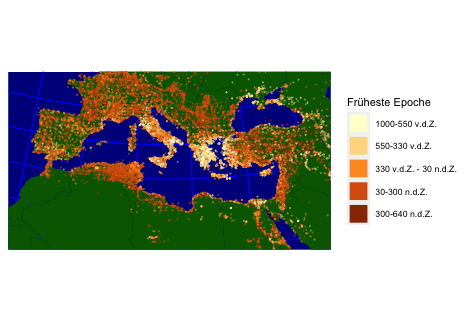 Früheste Epoche
1000-550 v.d.Z.
550-330 v.d.Z.
330 v.d.Z. - 30 n.d.Z.
30-300 n.d.Z.
300-640 n.d.Z.